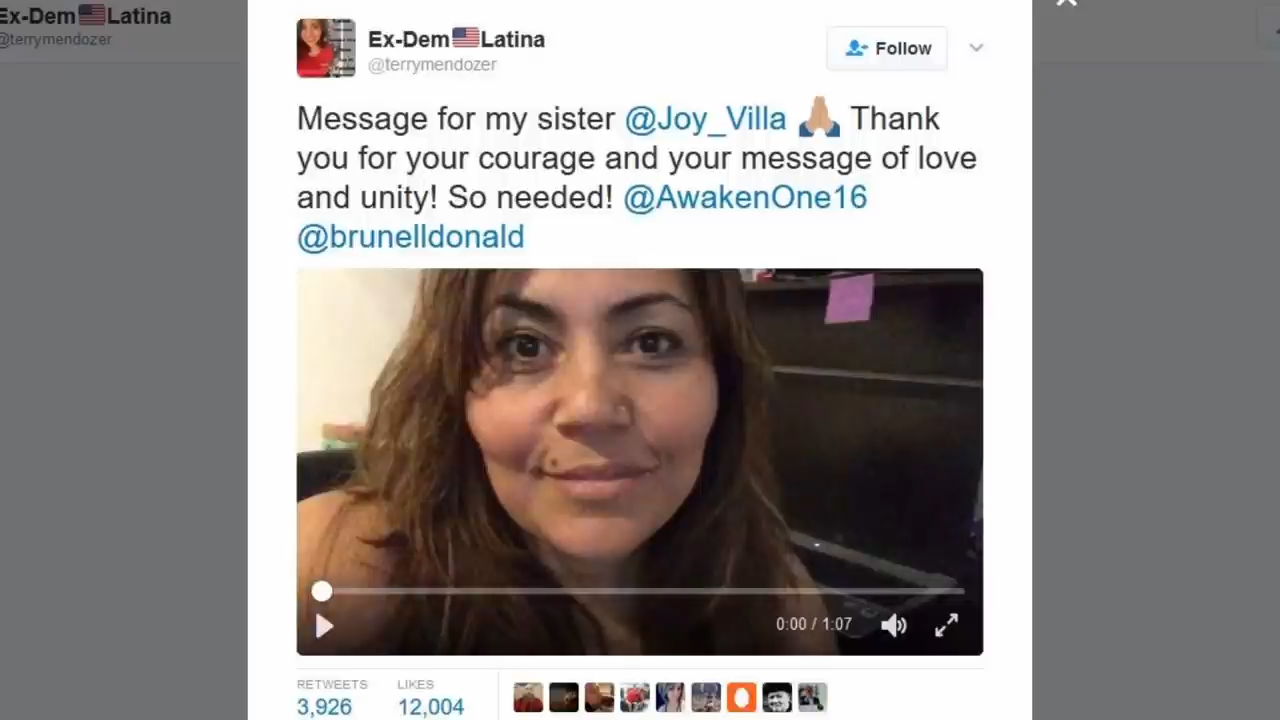 Ex-Dem🇺🇸Latina
@terrymendozer
Ex-Dem🇺🇸Latina
@terrymendozer
Follow
Message for my sister @Joy_Villa 🙏 Thank
you for your courage and your message of love
and unity! So needed! @AwakenOne16
@brunelldonald
0:00 / 1:07
RETWEETS LIKES
3,926 12,004